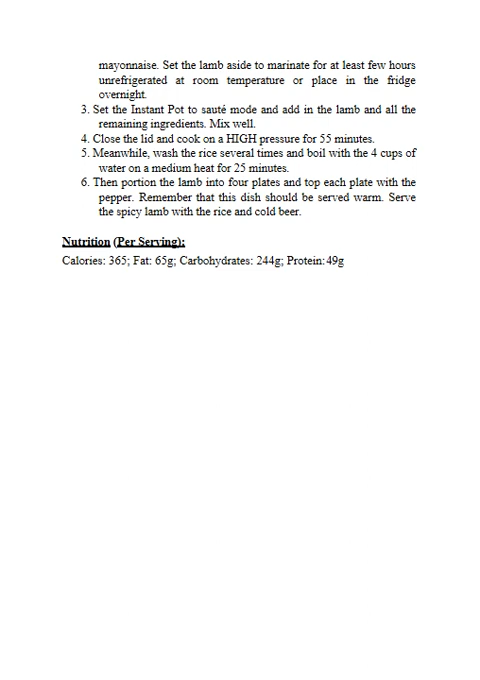 mayonnaise. Set the lamb aside to marinate for at least few hours
unrefrigerated at room temperature or place in the fridge
overnight.
3. Set the Instant Pot to sauté mode and add in the lamb and all the
remaining ingredients. Mix well.
4. Close the lid and cook on a HIGH pressure for 55 minutes.
5. Meanwhile, wash the rice several times and boil with the 4 cups of
water on a medium heat for 25 minutes.
6. Then portion the lamb into four plates and top each plate with the
pepper. Remember that this dish should be served warm. Serve
the spicy lamb with the rice and cold beer.
Nutrition (Per Serving):
Calories: 365; Fat: 65g; Carbohydrates: 244g; Protein: 49g